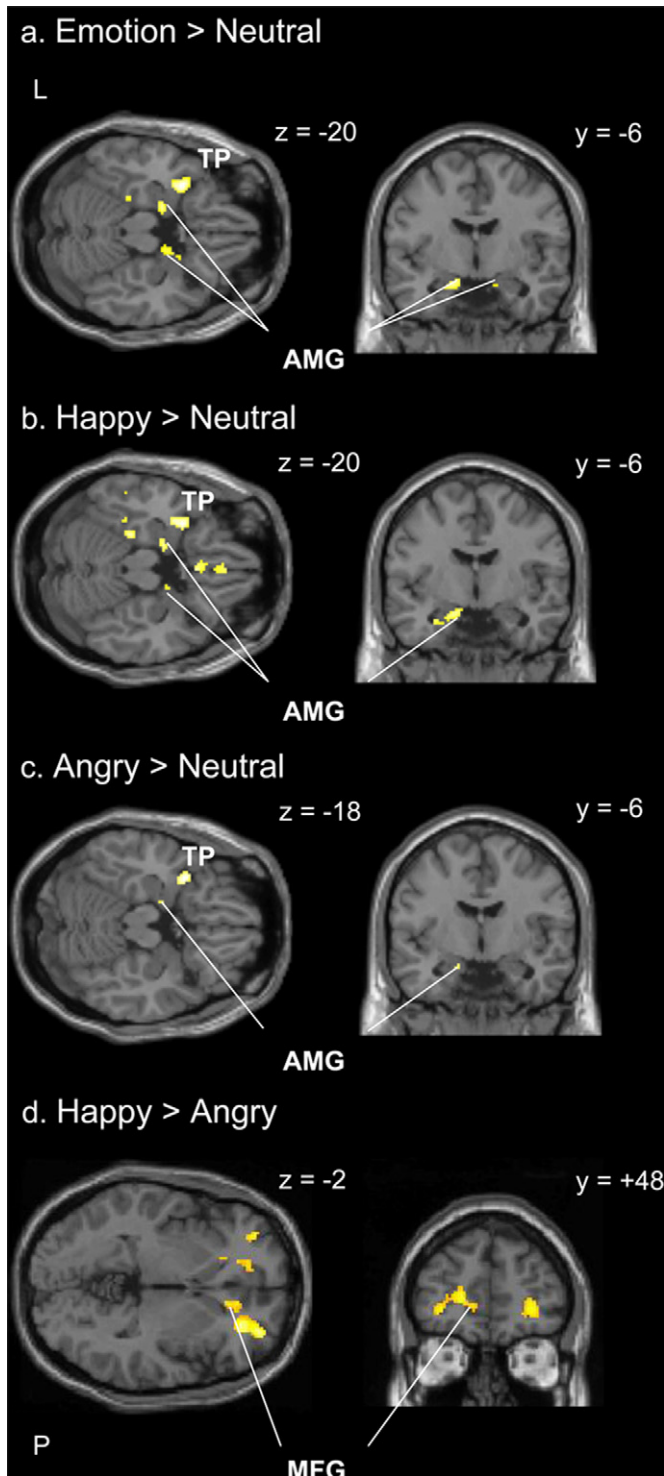 a. Emotion > Neutral
L
z = -20
y = -6
TP
AMG
b. Happy > Neutral
z = -20
y = -6
TP
AMG
c. Angry > Neutral
z = -18
y = -6
TP
AMG
d. Happy > Angry
z = -2
y = +48
P
MFG